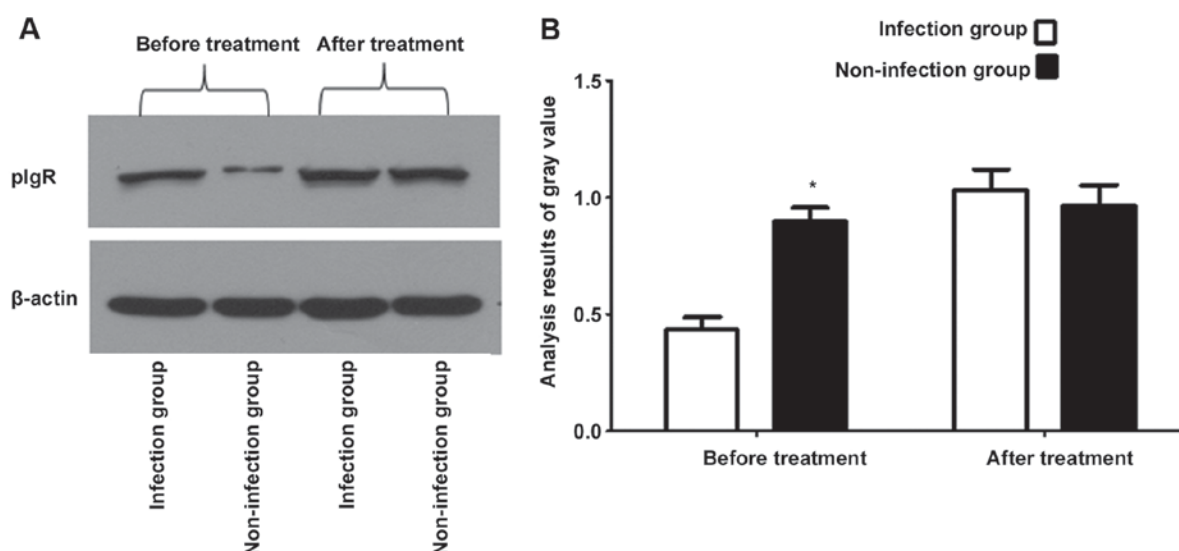 A
Before treatment After treatment
pIgR
β-actin
Infection group
Non-infection group
Infection group
Non-infection group
B
Infection group
Non-infection group
Analysis results of gray value
1.5
1.0
0.5
0.0
*
Before treatment After treatment